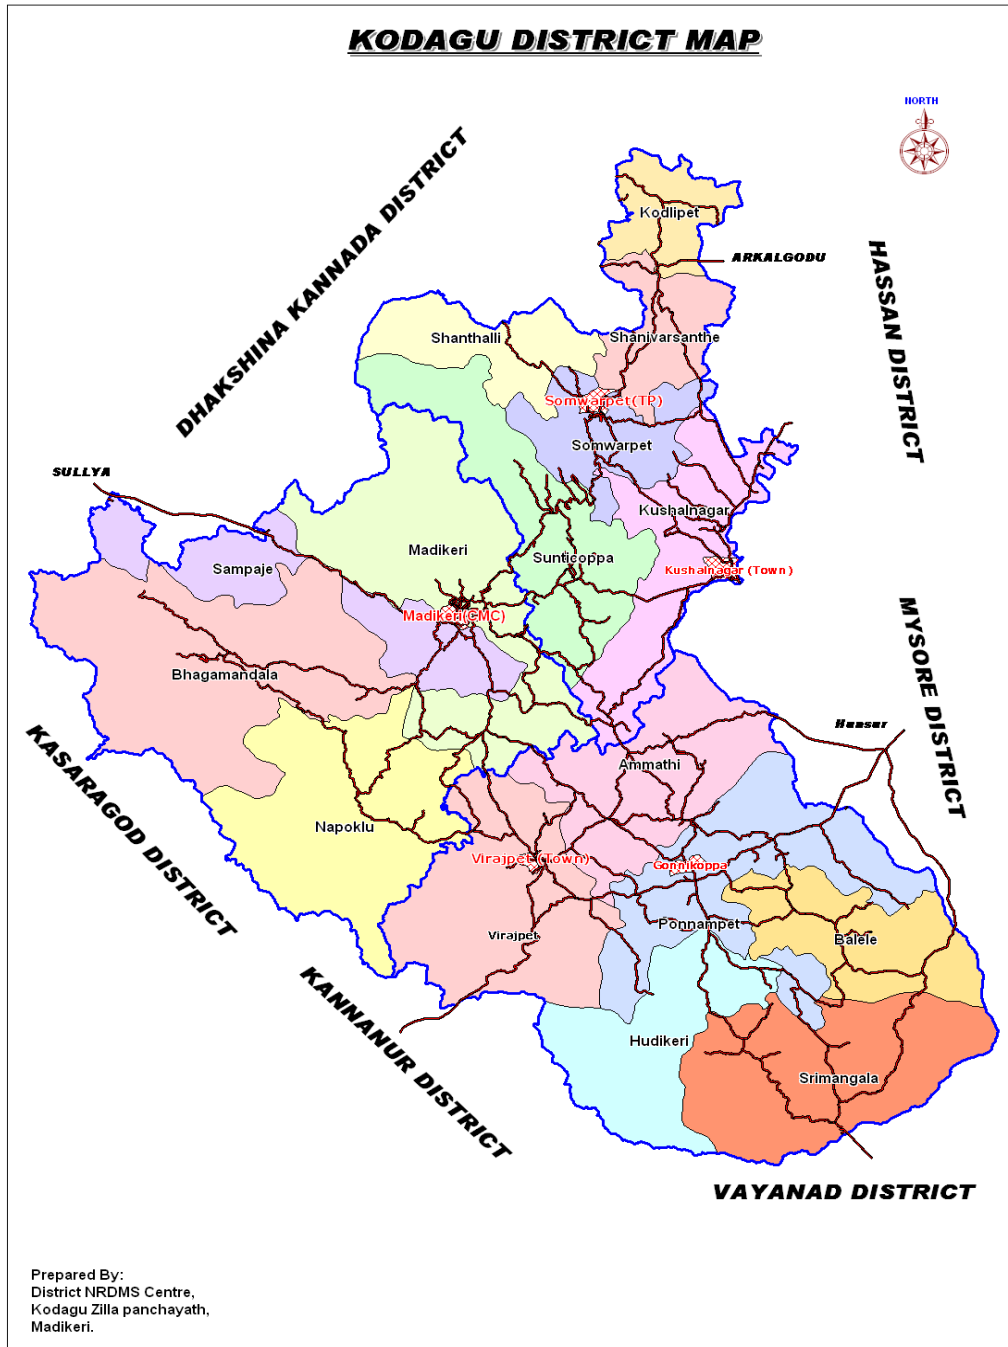 KODAGU DISTRICT MAP
NORTH
DHAKSHINA KANNADA DISTRICT
Kodlipet
ARKALGODU
HASSAN DISTRICT
Shanthalli
Shanivarsanthe
Somwarpet(TP)
Somwarpet
SULLYA
Kushalnagar
Madikeri
Sunticoppa
Sampaje
Kushalnagar (Town)
Madikeri(CMC)
MYSORE DISTRICT
Bhagamandala
Hunsur
KASARAGOD DISTRICT
Ammathi
Napoklu
Virajpet (Town)
Gonnikoppa
Ponnampet
Virajpet
Balele
KANNANUR DISTRICT
Hudikeri
Srimangala
VAYANAD DISTRICT
Prepared By:
District NRDMS Centre,
Kodagu Zilla panchayath,
Madikeri.